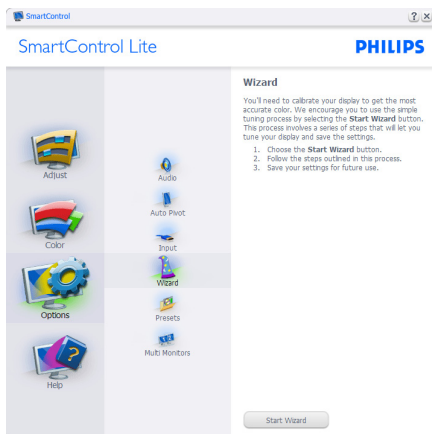 SmartControl
? x
SmartControl Lite
PHILIPS
Adjust
Color
Options
Help
Audio
Auto Pivot
Input
Wizard
Presets
Multi Monitors
Wizard
You'll need to calibrate your display to get the most
accurate color. We encourage you to use the simple
tuning process by selecting the Start Wizard button.
This process involves a series of steps that will let you
tune your display and save the settings.
1. Choose the Start Wizard button.
2. Follow the steps outlined in this process.
3. Save your settings for future use.
Start Wizard